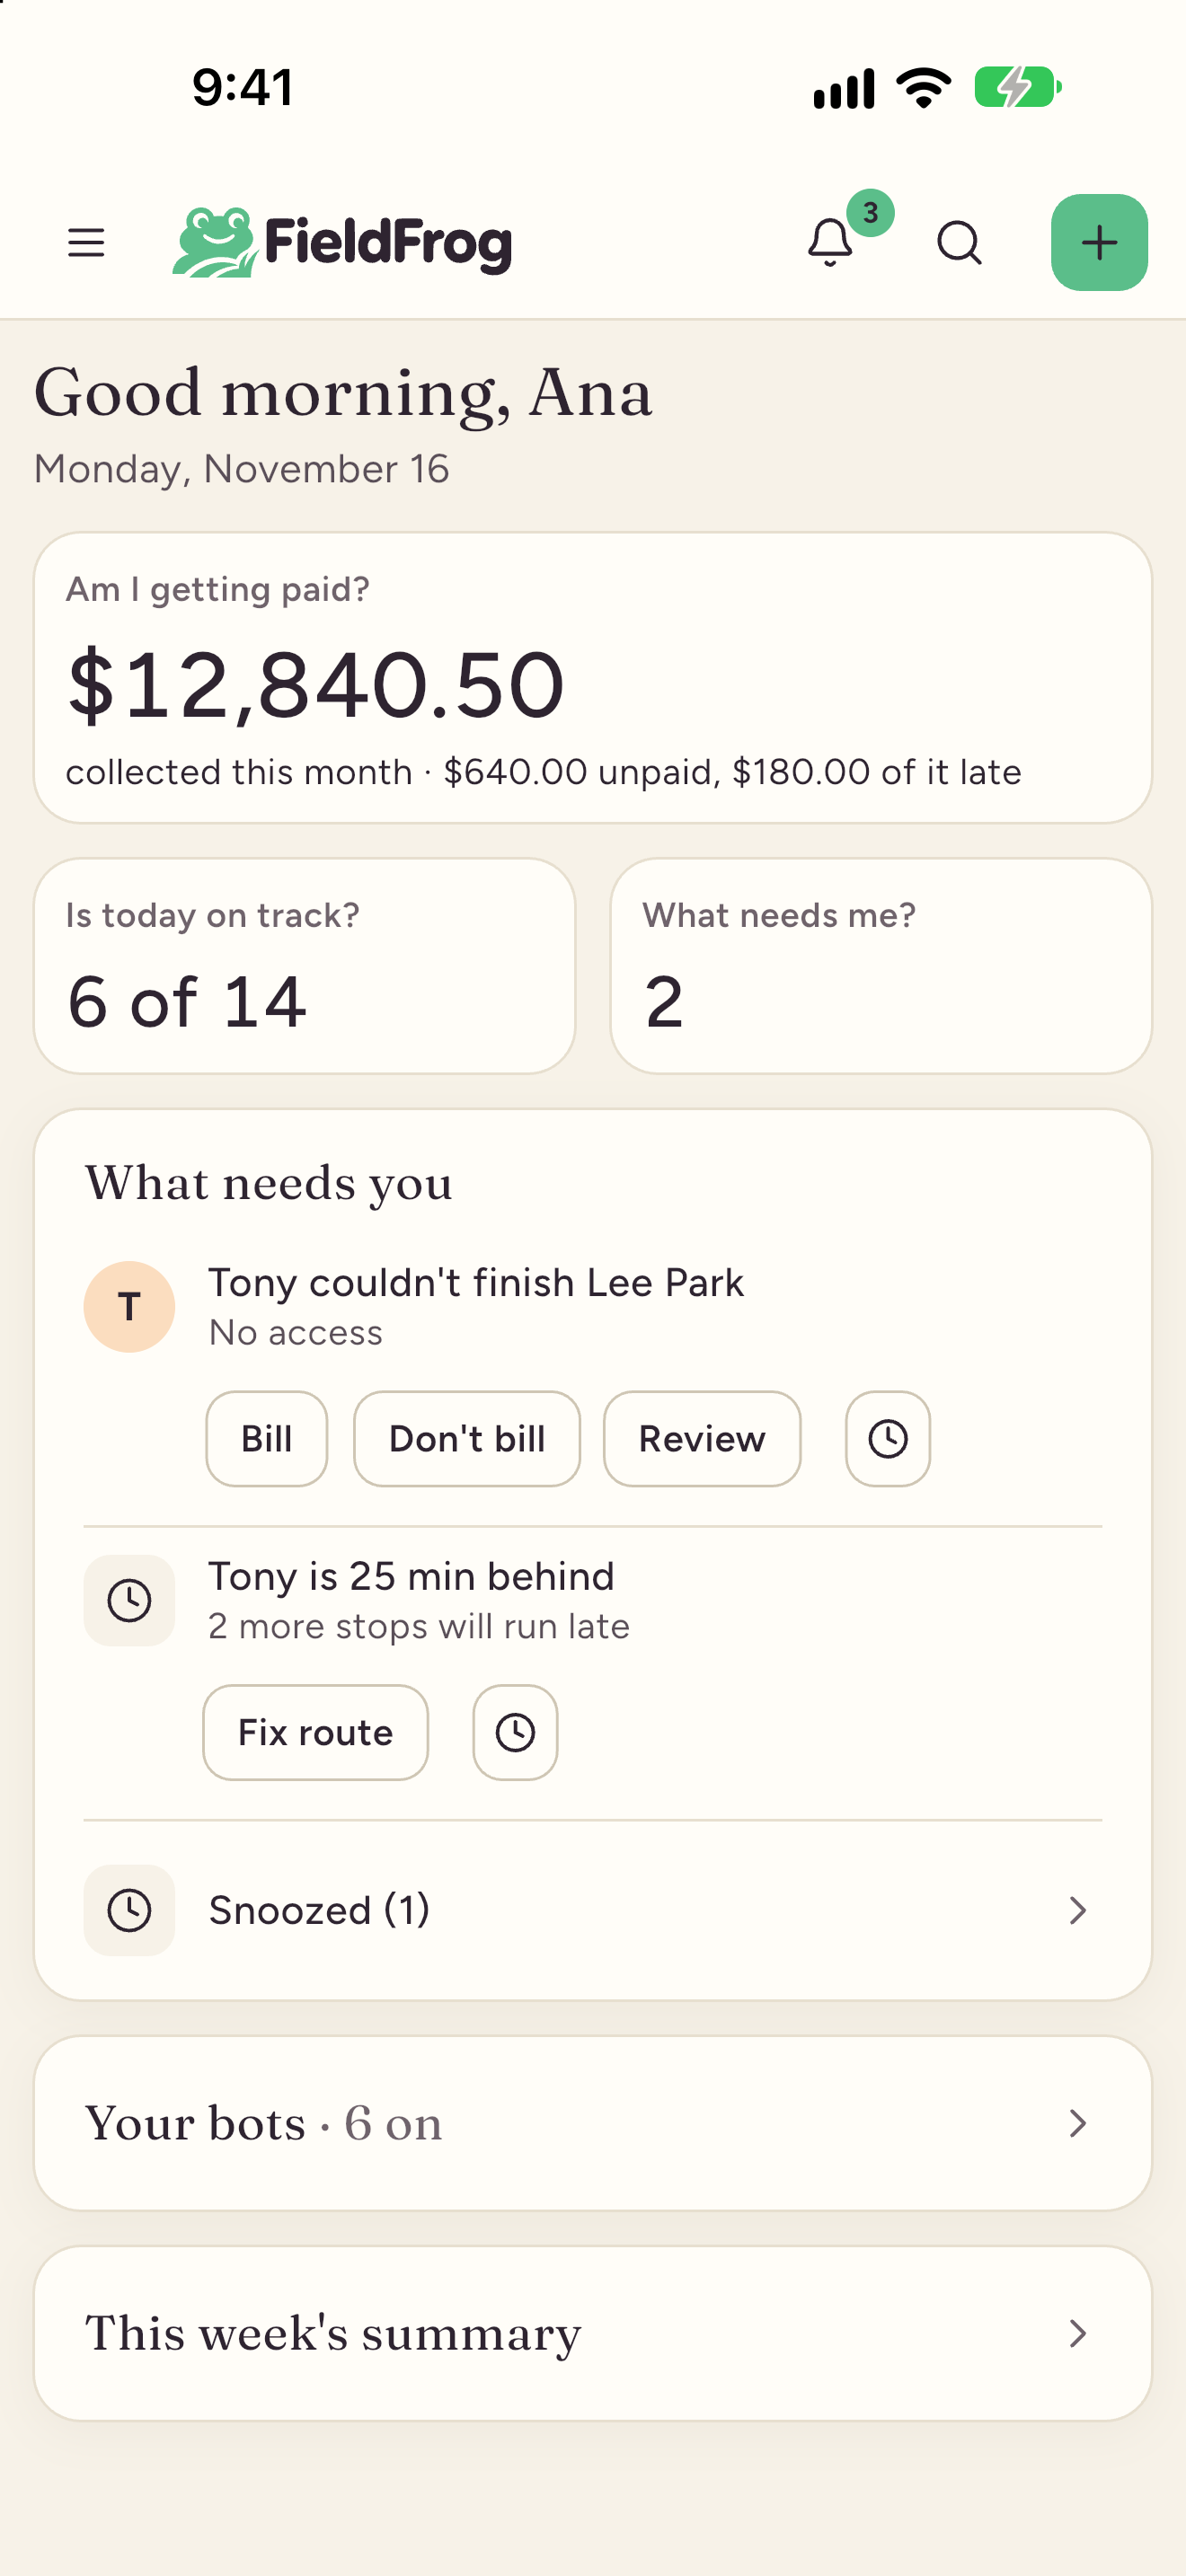 9:41
FieldFrog
3
Good morning, Ana
Monday, November 16
Am I getting paid?
$12,840.50
collected this month · $640.00 unpaid, $180.00 of it late
Is today on track?
6 of 14
What needs me?
2
What needs you
T
Tony couldn't finish Lee Park
No access
Bill
Don't bill
Review
Tony is 25 min behind
2 more stops will run late
Fix route
Snoozed (1)
Your bots · 6 on
This week's summary